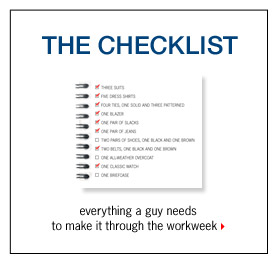 THE CHECKLIST
THREE SUITS
FIVE DRESS SHIRTS
FOUR TIES, ONE SOLID AND THREE PATTERNED
ONE BLAZER
ONE PAIR OF SLACKS
ONE PAIR OF JEANS
TWO PAIRS OF SHOES, ONE BLACK AND ONE BROWN
TWO BELTS, ONE BLACK AND ONE BROWN
ONE ALL-WEATHER OVERCOAT
ONE CLASSIC WATCH
ONE BRIEFCASE
everything a guy needs
to make it through the workweek